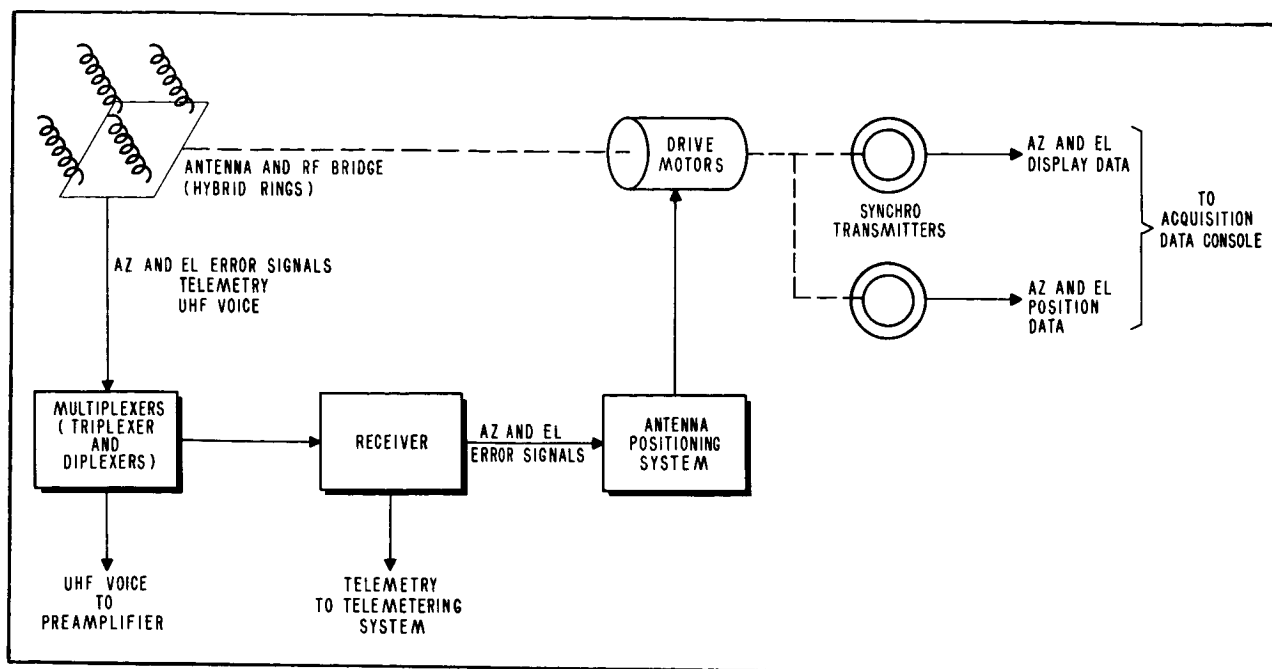 ANTENNA AND RF BRIDGE
(HYBRID RINGS)
DRIVE
MOTORS
SYNCHRO
TRANSMITTERS
AZ AND EL
DISPLAY DATA
AZ AND EL
POSITION
DATA
TO
ACQUISITION
DATA CONSOLE
AZ AND EL ERROR SIGNALS
TELEMETRY
UHF VOICE
MULTIPLEXERS
(TRIPLEXER
AND
DIPLEXERS)
RECEIVER
AZ AND EL
ERROR SIGNALS
ANTENNA
POSITIONING
SYSTEM
UHF VOICE
TO
PREAMPLIFIER
TELEMETRY
TO TELEMETERING
SYSTEM